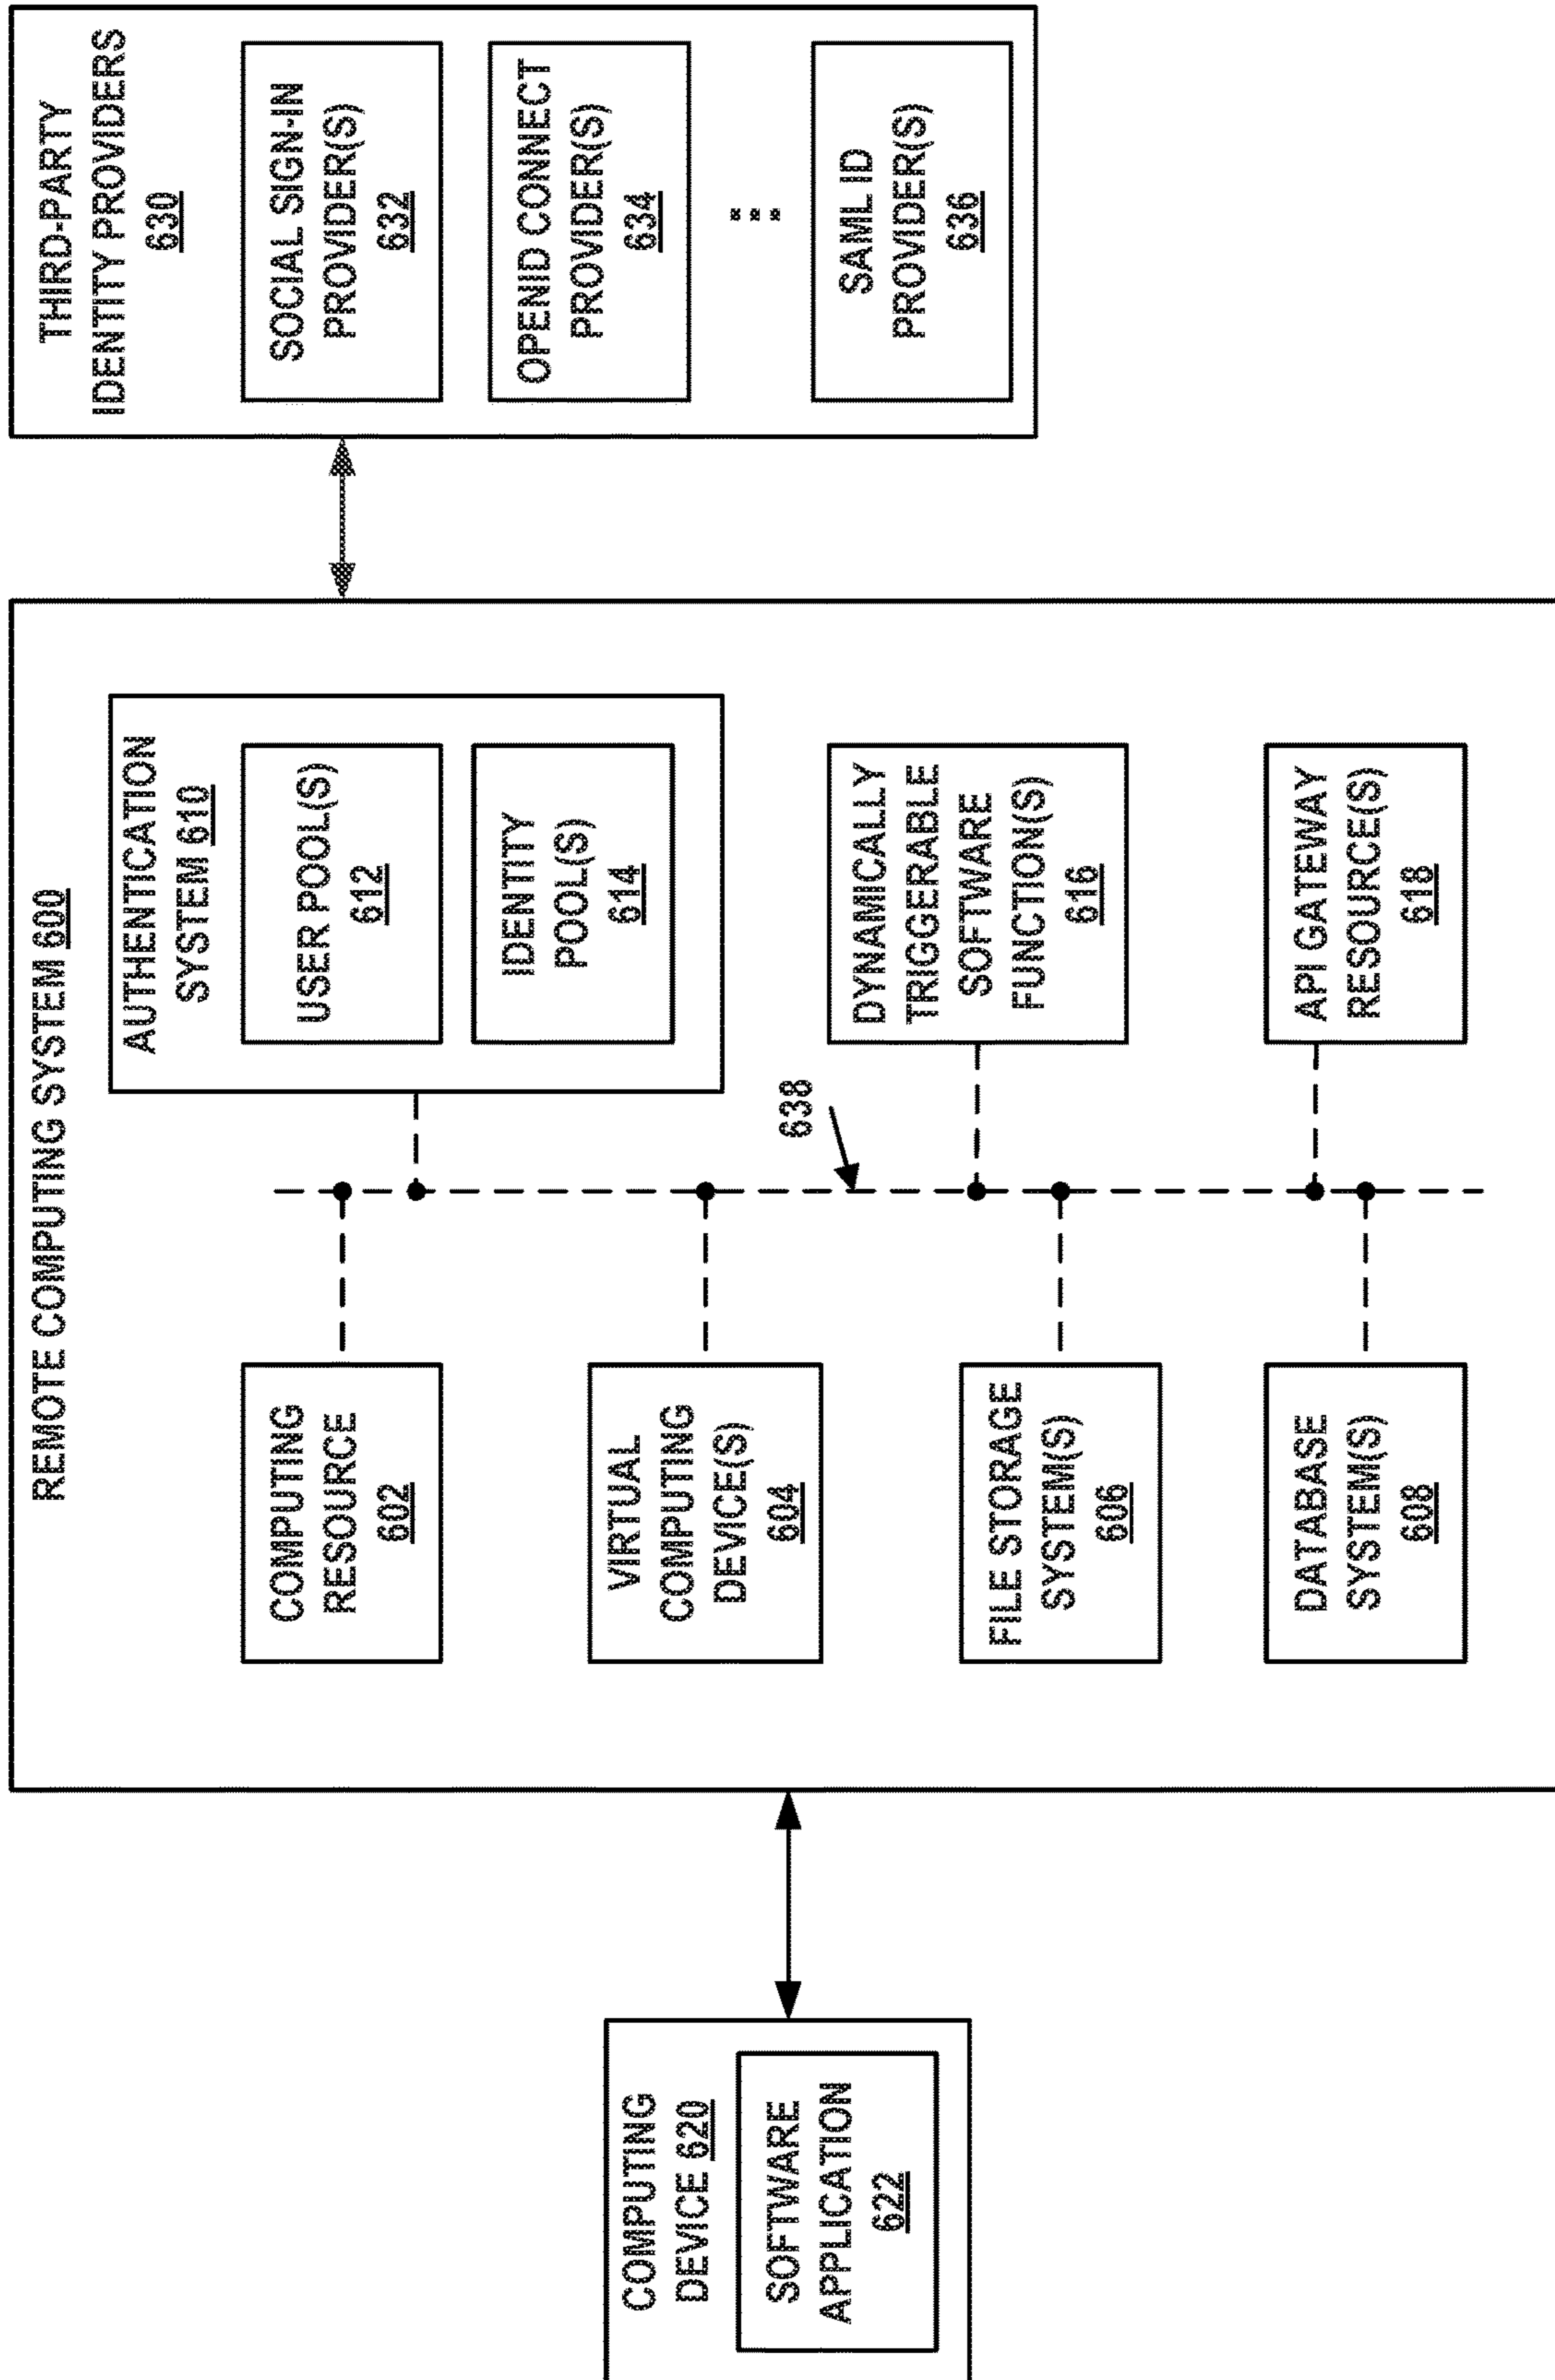 REMOTE COMPUTING SYSTEM 600
COMPUTING
RESOURCE
602
VIRTUAL
COMPUTING
DEVICE(S)
604
FILE STORAGE
SYSTEM(S)
606
DATABASE
SYSTEM(S)
608
AUTHENTICATION
SYSTEM 610
USER POOL(S)
612
IDENTITY
POOL(S)
614
638
DYNAMICALLY
TRIGGERABLE
SOFTWARE
FUNCTION(S)
616
API GATEWAY
RESOURCE(S)
618
COMPUTING
DEVICE 620
SOFTWARE
APPLICATION
622
THIRD-PARTY
IDENTITY PROVIDERS
630
SOCIAL SIGN-IN
PROVIDER(S)
632
OPENID CONNECT
PROVIDER(S)
634
SAML ID
PROVIDER(S)
636